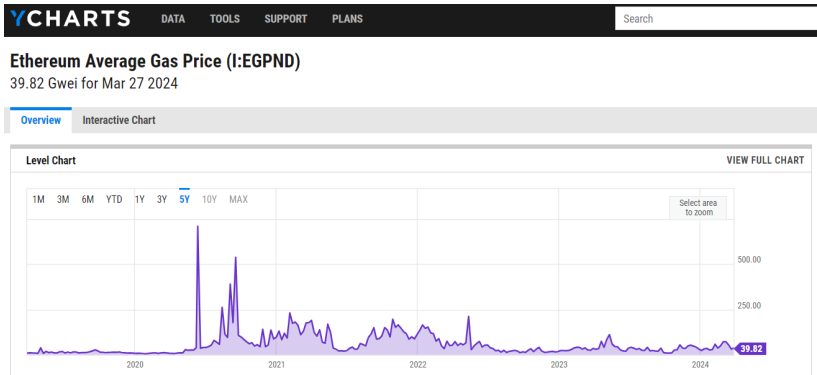 YCHARTS DATA TOOLS SUPPORT PLANS Search
Ethereum Average Gas Price (I:EGPND)
39.82 Gwei for Mar 27 2024
Overview Interactive Chart
Level Chart VIEW FULL CHART
1M 3M 6M YTD 1Y 3Y 5Y 10Y MAX
Select area
to zoom
500.00
250.00
39.82
2020 2021 2022 2023 2024